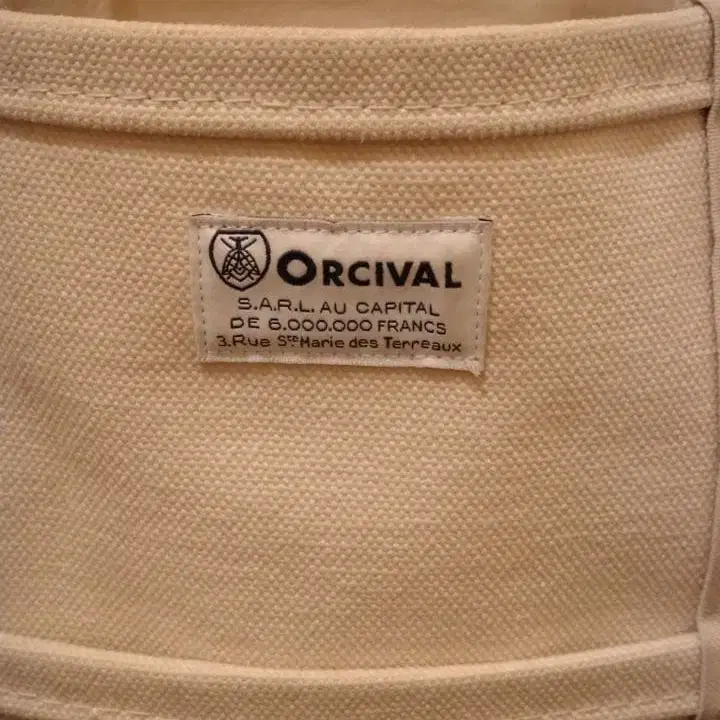 ORCIVAL
S.A.R.L. AU CAPITAL
DE 6.000.000 FRANCS
3.Rue Ste Marie des Terreaux